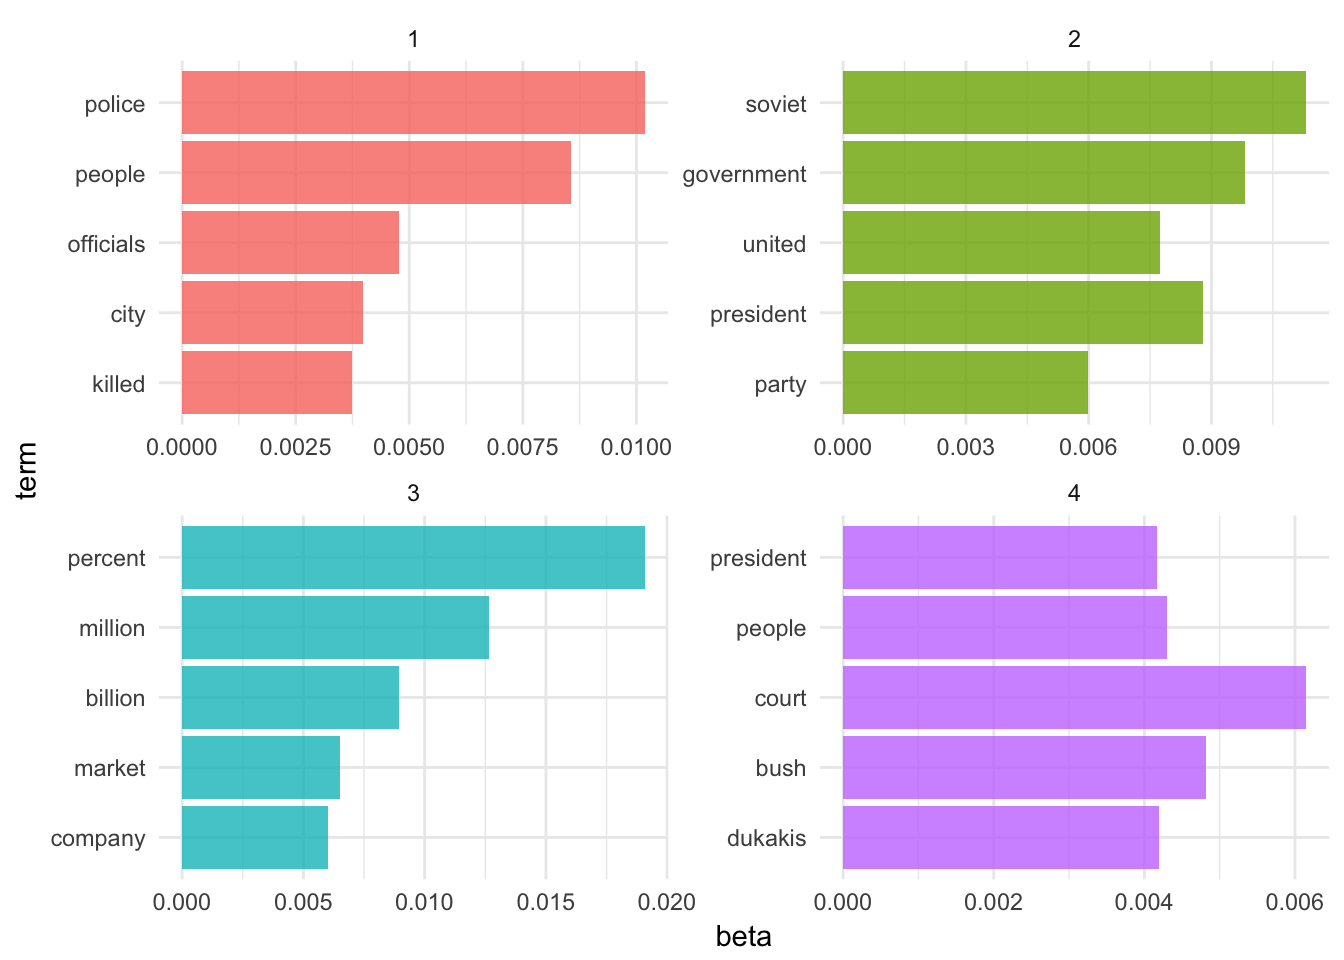 1
police
people
officials
city
killed
0.0000 0.0025 0.0050 0.0075 0.0100
2
soviet
government
united
president
party
0.000 0.003 0.006 0.009
term
3
percent
million
billion
market
company
0.000 0.005 0.010 0.015 0.020
4
president
people
court
bush
dukakis
0.000 0.002 0.004 0.006
beta